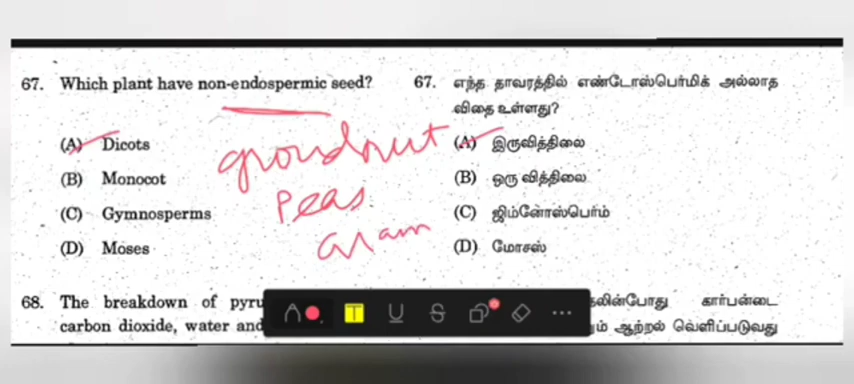 67. Which plant have non-endospermic seed?
(A) Dicots
(B) Monocot
(C) Gymnosperms
(D) Moses
groundnut
Peas
Gram
68. The breakdown of pyru
carbon dioxide, water and
67. எந்த தாவரத்தில் எண்டோஸ்பெர்மிக் அல்லாத
விதை உள்ளது?
(A) இருவித்திலை
(B) ஒரு வித்திலை
(C) ஜிம்னோஸ்பெர்ம்
(D) மோசஸ்
தலின்போது கார்பன்டை
ம் ஆற்றல் வெளிப்படுவது